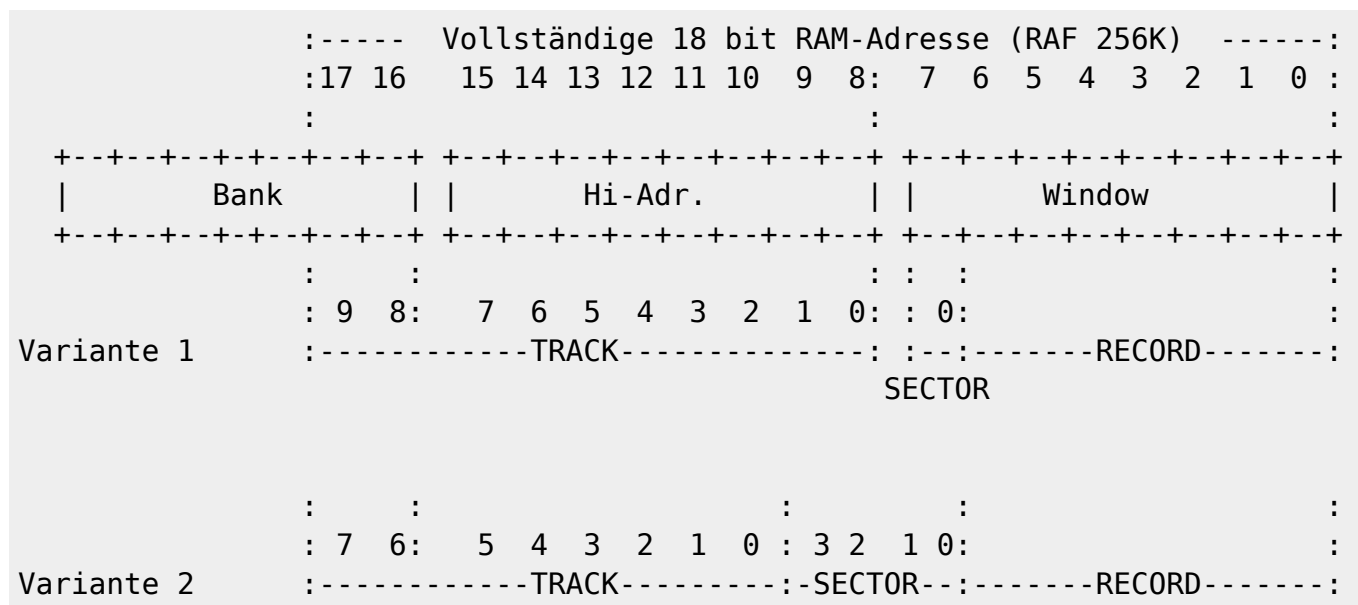 :----- Vollständige 18 bit RAM-Adresse (RAF 256K) ------:
:17 16 15 14 13 12 11 10 9 8: 7 6 5 4 3 2 1 0 :
: : :
+--+--+--+-+--+--+--+ +--+--+--+--+--+--+--+--+ +--+--+--+--+--+--+--+--+
| Bank | | Hi-Adr. | | Window |
+--+--+--+-+--+--+--+ +--+--+--+--+--+--+--+--+ +--+--+--+--+--+--+--+--+
: : : : : :
: 9 8: 7 6 5 4 3 2 1 0: : 0: :
Variante 1 :------------TRACK--------------: :--:-------RECORD-------:
SECTOR
: : : : :
: 7 6: 5 4 3 2 1 0 : 3 2 1 0: :
Variante 2 :------------TRACK---------:-SECTOR--:-------RECORD-------: